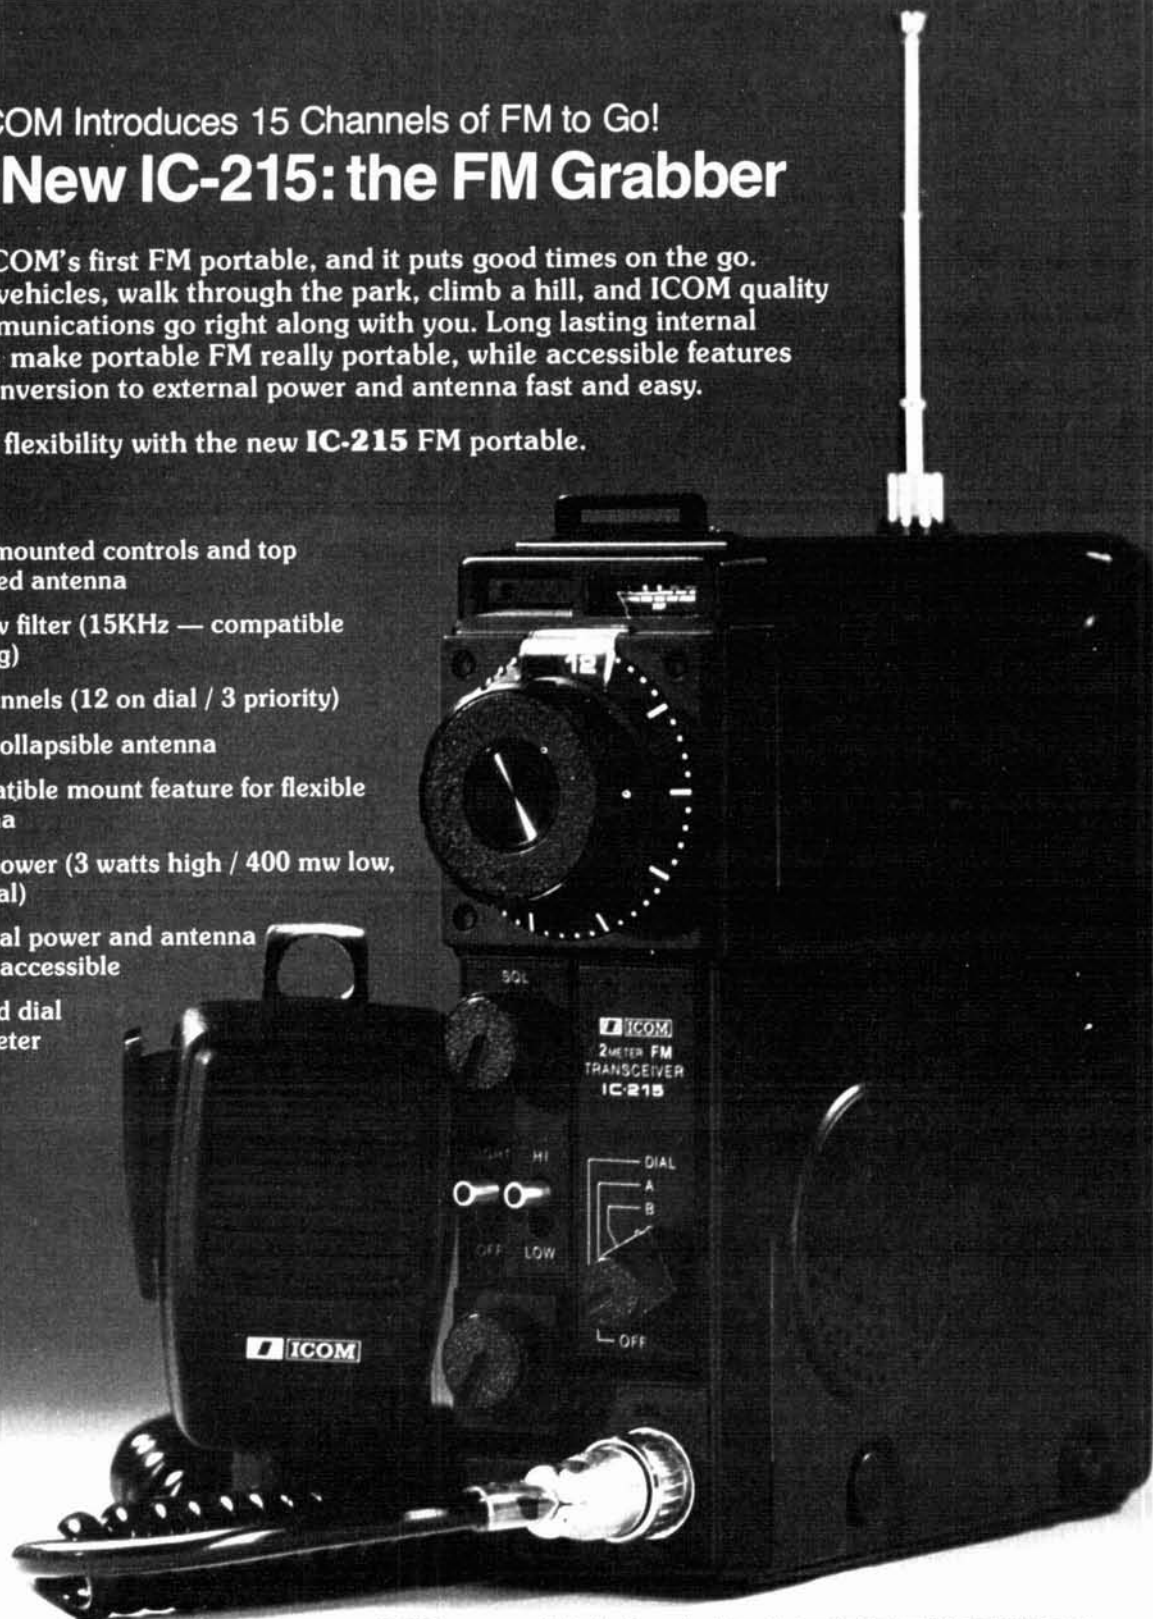 COM Introduces 15 Channels of FM to Go!
New IC-215: the FM Grabber
COM's first FM portable, and it puts good times on the go.
vehicles, walk through the park, climb a hill, and ICOM quality
munications go right along with you. Long lasting internal
make portable FM really portable, while accessible features
nversion to external power and antenna fast and easy.
flexibility with the new IC-215 FM portable.
mounted controls and top
ed antenna
w filter (15KHz — compatible
g)
nnels (12 on dial / 3 priority)
ollapsible antenna
atible mount feature for flexible
a
ower (3 watts high / 400 mw low,
al)
al power and antenna
accessible
d dial
eter
12
SQL
ICOM
2METER FM
TRANSCEIVER
IC-215
HI
DIAL
A
B
OFF LOW
OFF
ICOM